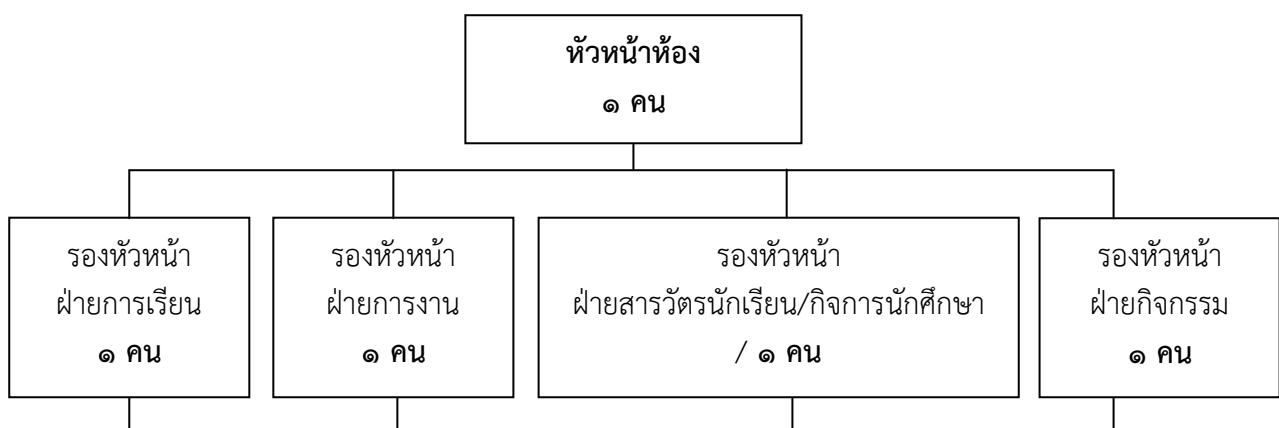 หัวหน้าห้อง
๑ คน
รองหัวหน้า
ฝ่ายการเรียน
๑ คน
รองหัวหน้า
ฝ่ายการงาน
๑ คน
รองหัวหน้า
ฝ่ายสารวัตรนักเรียน/กิจการนักศึกษา
/ ๑ คน
รองหัวหน้า
ฝ่ายกิจกรรม
๑ คน